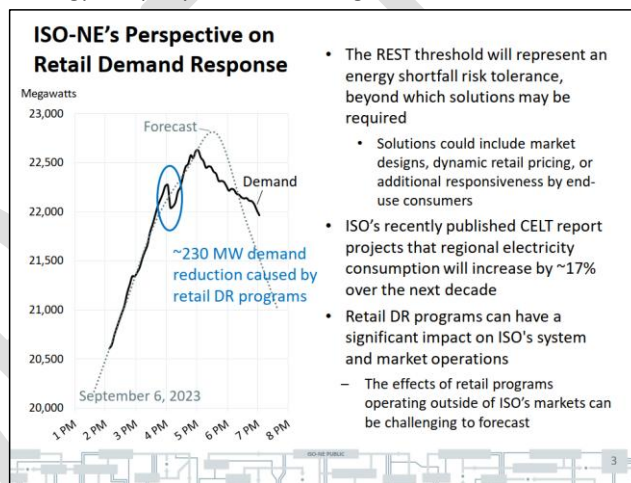 ISO-NE's Perspective on
Retail Demand Response
Megawatts
23,000
22,500
22,000
21,500
21,000
20,500
20,000
Forecast
Demand
~230 MW demand
reduction caused by
retail DR programs
September 6, 2023
1 PM
2 PM
3 PM
4 PM
5 PM
6 PM
7 PM
8 PM
• The REST threshold will represent an
energy shortfall risk tolerance,
beyond which solutions may be
required
• Solutions could include market
designs, dynamic retail pricing, or
additional responsiveness by end-
use consumers
• ISO's recently published CELT report
projects that regional electricity
consumption will increase by ~17%
over the next decade
• Retail DR programs can have a
significant impact on ISO's system
and market operations
– The effects of retail programs
operating outside of ISO's markets can
be challenging to forecast
ISO-NE PUBLIC
3